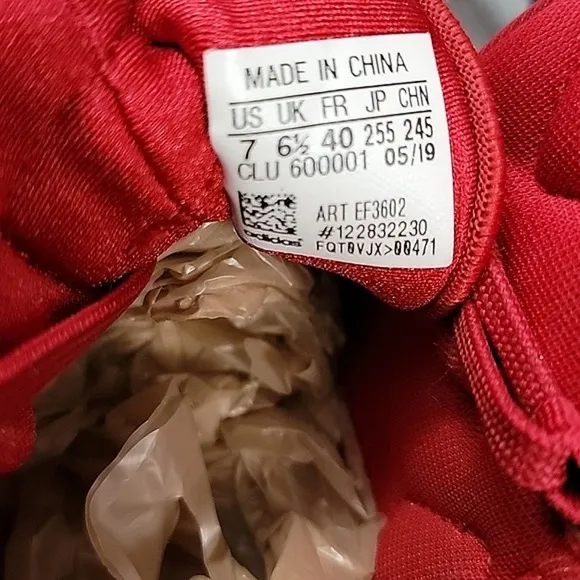 MADE IN CHINA
US UK FR JP CHN
7 6½ 40 255 245
CLU 600001 05/19
ART EF3602
#122832230
adidas
FQT0VJX>00471